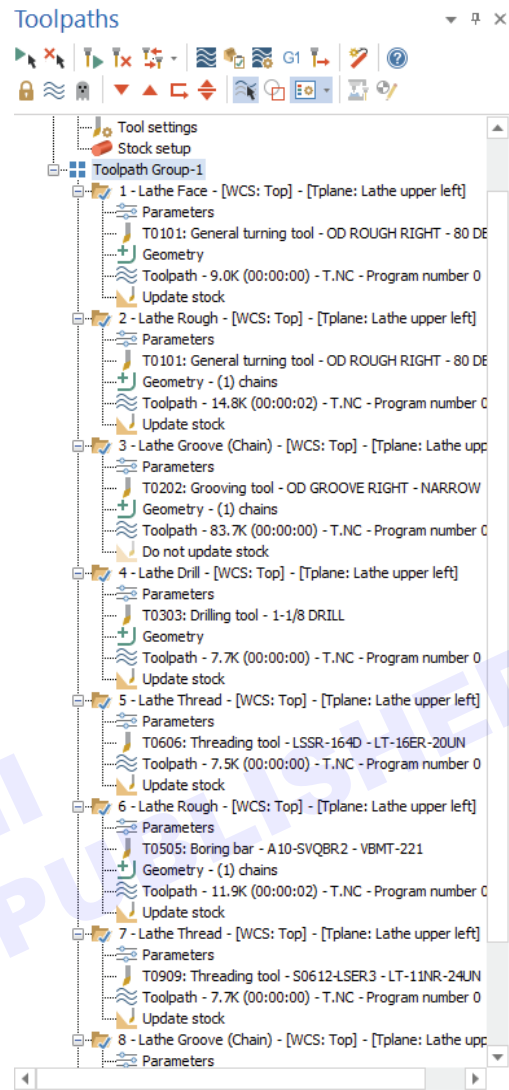 Toolpaths
G1
Tool settings
Stock setup
Toolpath Group-1
1 - Lathe Face - [WCS: Top] - [Tplane: Lathe upper left]
Parameters
T0101: General turning tool - OD ROUGH RIGHT - 80 DE
Geometry
Toolpath - 9.0K (00:00:00) - T.NC - Program number 0
Update stock
2 - Lathe Rough - [WCS: Top] - [Tplane: Lathe upper left]
Parameters
T0101: General turning tool - OD ROUGH RIGHT - 80 DE
Geometry - (1) chains
Toolpath - 14.8K (00:00:02) - T.NC - Program number 0
Update stock
3 - Lathe Groove (Chain) - [WCS: Top] - [Tplane: Lathe upp
Parameters
T0202: Grooving tool - OD GROOVE RIGHT - NARROW
Geometry - (1) chains
Toolpath - 83.7K (00:00:00) - T.NC - Program number 0
Do not update stock
4 - Lathe Drill - [WCS: Top] - [Tplane: Lathe upper left]
Parameters
T0303: Drilling tool - 1-1/8 DRILL
Geometry
Toolpath - 7.7K (00:00:00) - T.NC - Program number 0
Update stock
5 - Lathe Thread - [WCS: Top] - [Tplane: Lathe upper left]
Parameters
T0606: Threading tool - LSSR-164D - LT-16ER-20UN
Toolpath - 7.5K (00:00:00) - T.NC - Program number 0
Update stock
6 - Lathe Rough - [WCS: Top] - [Tplane: Lathe upper left]
Parameters
T0505: Boring bar - A10-SVQBR2 - VBMT-221
Geometry - (1) chains
Toolpath - 11.9K (00:00:02) - T.NC - Program number 0
Update stock
7 - Lathe Thread - [WCS: Top] - [Tplane: Lathe upper left]
Parameters
T0909: Threading tool - S0612-LSER3 - LT-11NR-24UN
Toolpath - 7.7K (00:00:00) - T.NC - Program number 0
Update stock
8 - Lathe Groove (Chain) - [WCS: Top] - [Tplane: Lathe upp
Parameters
PUBLISHER